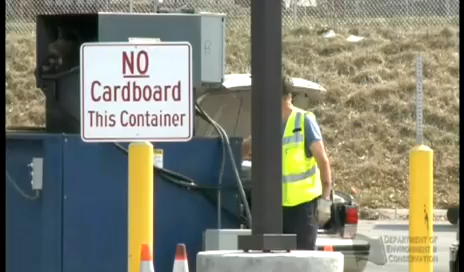 NO
Cardboard
This Container
DEPARTMENT OF
ENVIRONMENT &
CONSERVATION